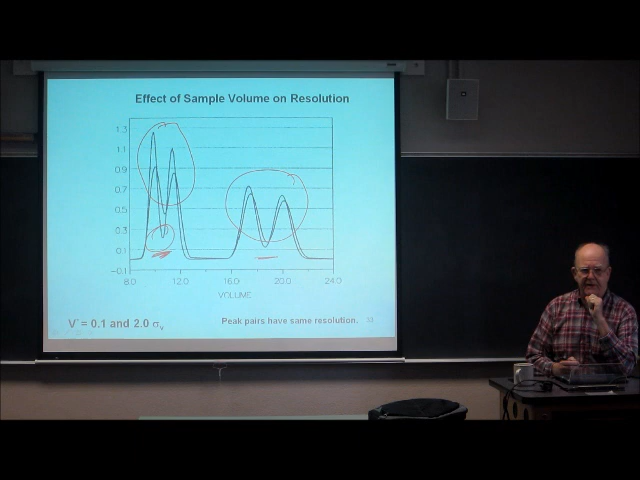 Effect of Sample Volume on Resolution
1.3
1.1
0.9
0.7
0.5
0.3
0.1
−0.1
8.0 12.0 16.0 20.0 24.0
VOLUME
= 0.1 and 2.0 σv
Peak pairs have same resolution.